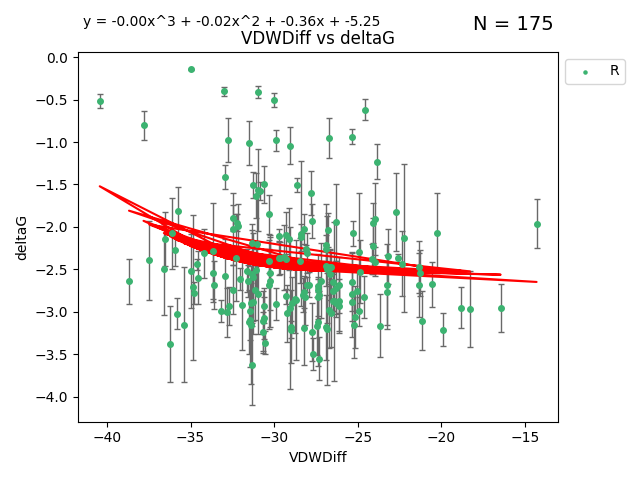 y = -0.00x^3 + -0.02x^2 + -0.36x + -5.25
N = 175
VDWDiff vs deltaG
R
0.0
−0.5
−1.0
−1.5
−2.0
−2.5
−3.0
−3.5
−4.0
deltaG
−40 −35 −30 −25 −20 −15
VDWDiff